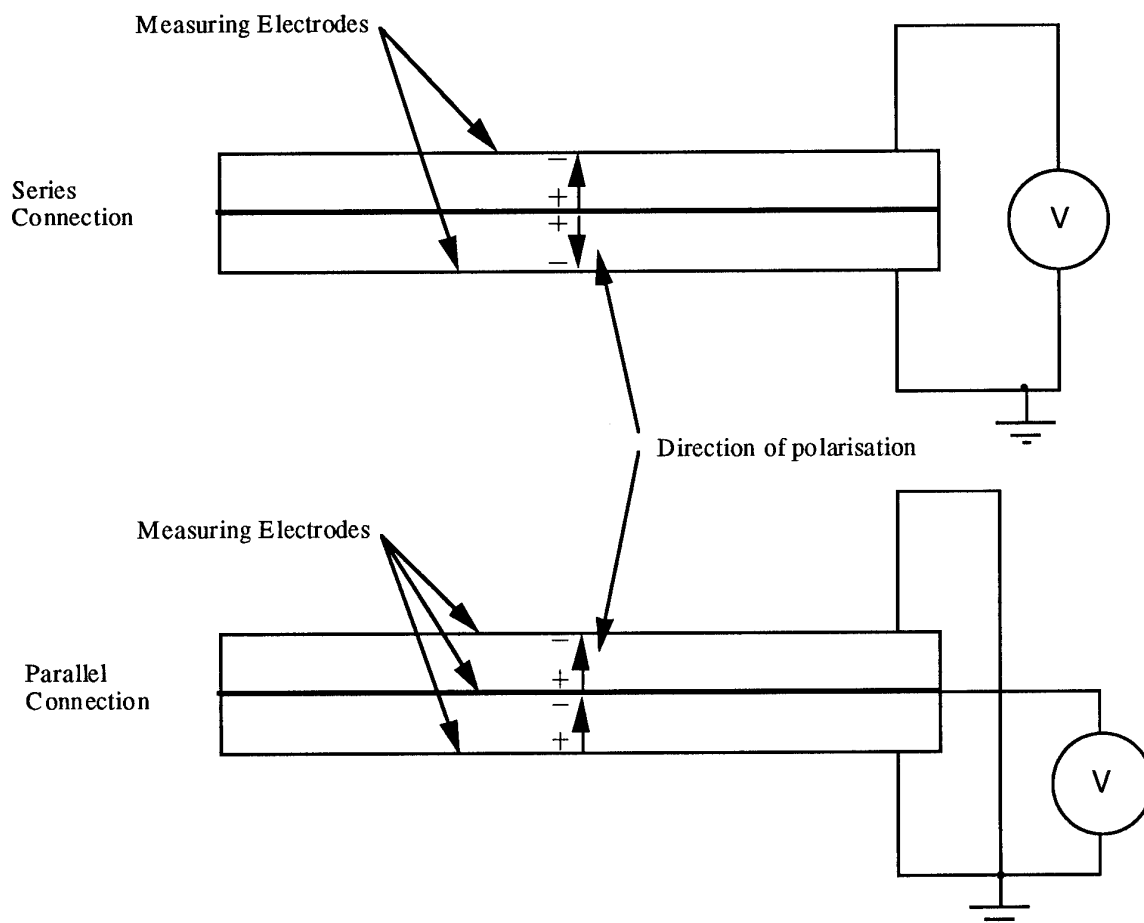 Measuring Electrodes
−
+
Series
Connection
+
−
V
Direction of polarisation
Measuring Electrodes
−
+
Parallel
Connection
−
+
V